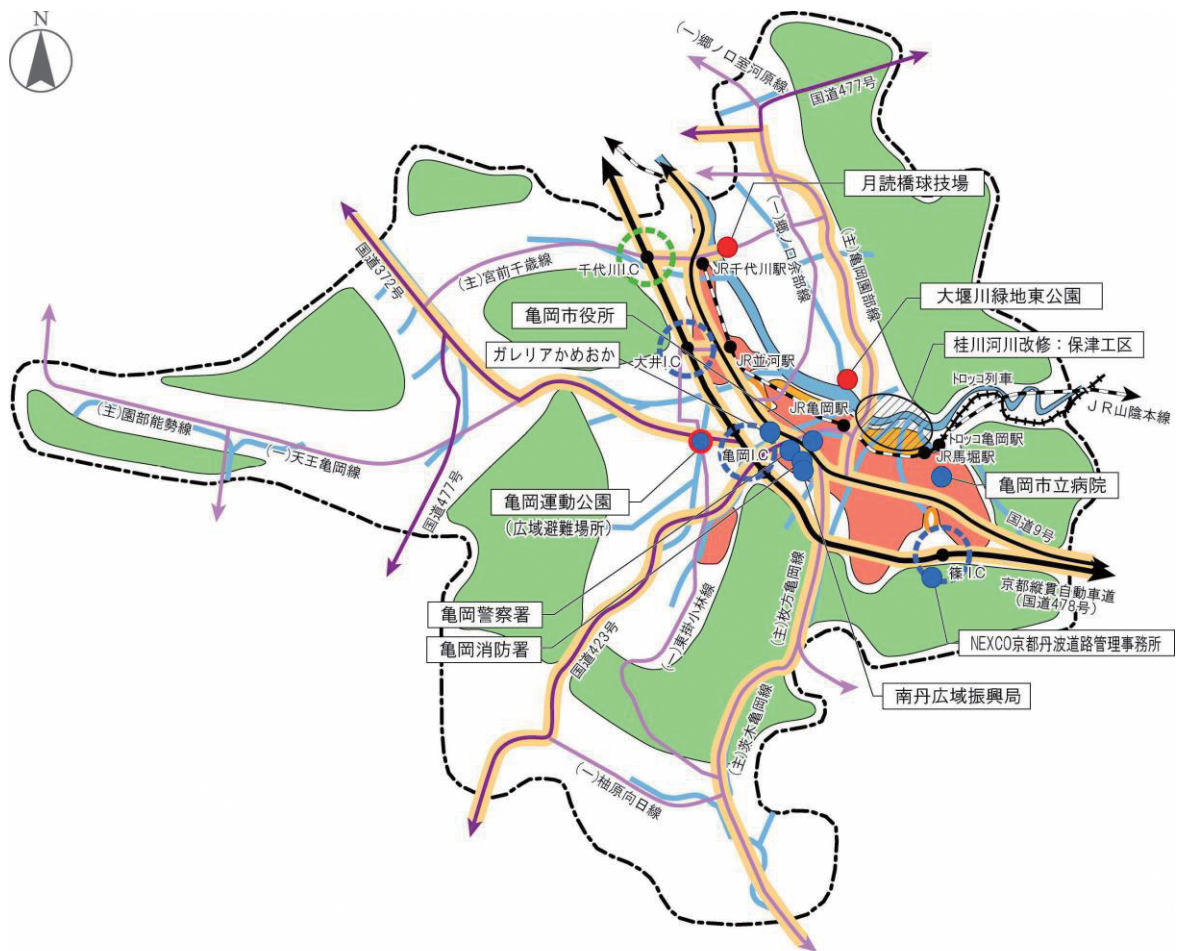 N
(一)郷ノ口室河原線
国道477号
月読橋球技場
国道372号
(主)宮前千歳線
千代川I.C
JR千代川駅
(一)郷ノ口余部線
(主)亀岡園部線
大堰川緑地東公園
亀岡市役所
桂川河川改修：保津工区
ガレリアかめおか
大井I.C
JR並河駅
トロッコ列車
JR山陰本線
JR亀岡駅
トロッコ亀岡駅
JR馬堀駅
(主)園部能勢線
(一)天王亀岡線
国道477号
亀岡I.C
亀岡運動公園
(広域避難場所)
亀岡市立病院
国道9号
篠I.C
京都縦貫自動車道
(国道478号)
亀岡警察署
亀岡消防署
国道423号
(一)東掛小林線
(主)枚方亀岡線
NEXCO京都丹波道路管理事務所
南丹広域振興局
(主)茨木亀岡線
(一)柚原向日線